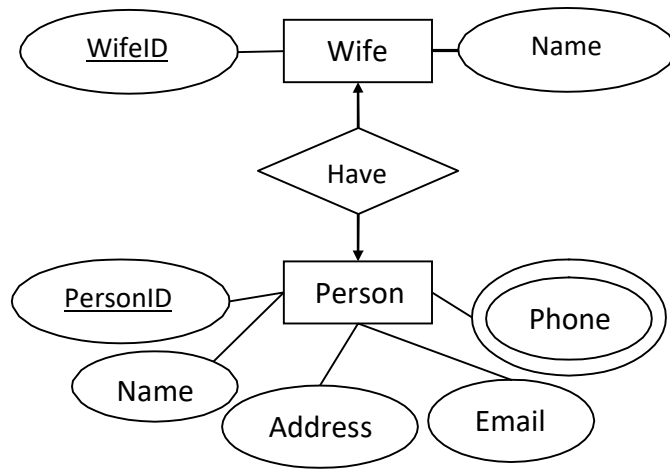 WifeID
Wife
Name
Have
PersonID
Person
Phone
Name
Address
Email